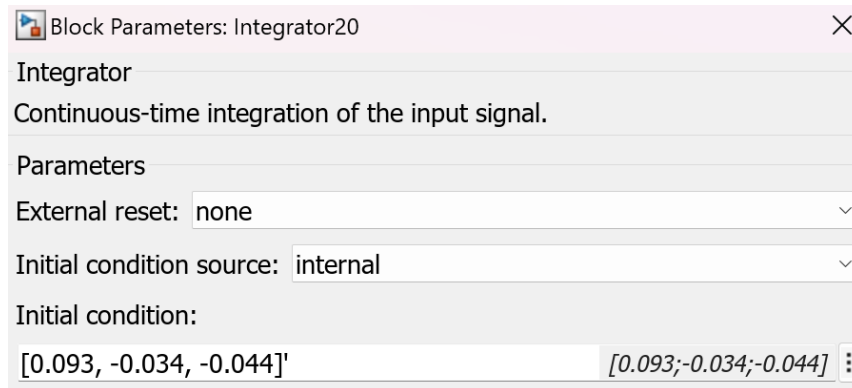 Block Parameters: Integrator20
Integrator
Continuous-time integration of the input signal.
Parameters
External reset: none
Initial condition source: internal
Initial condition:
[0.093, -0.034, -0.044]' [0.093;-0.034;-0.044]